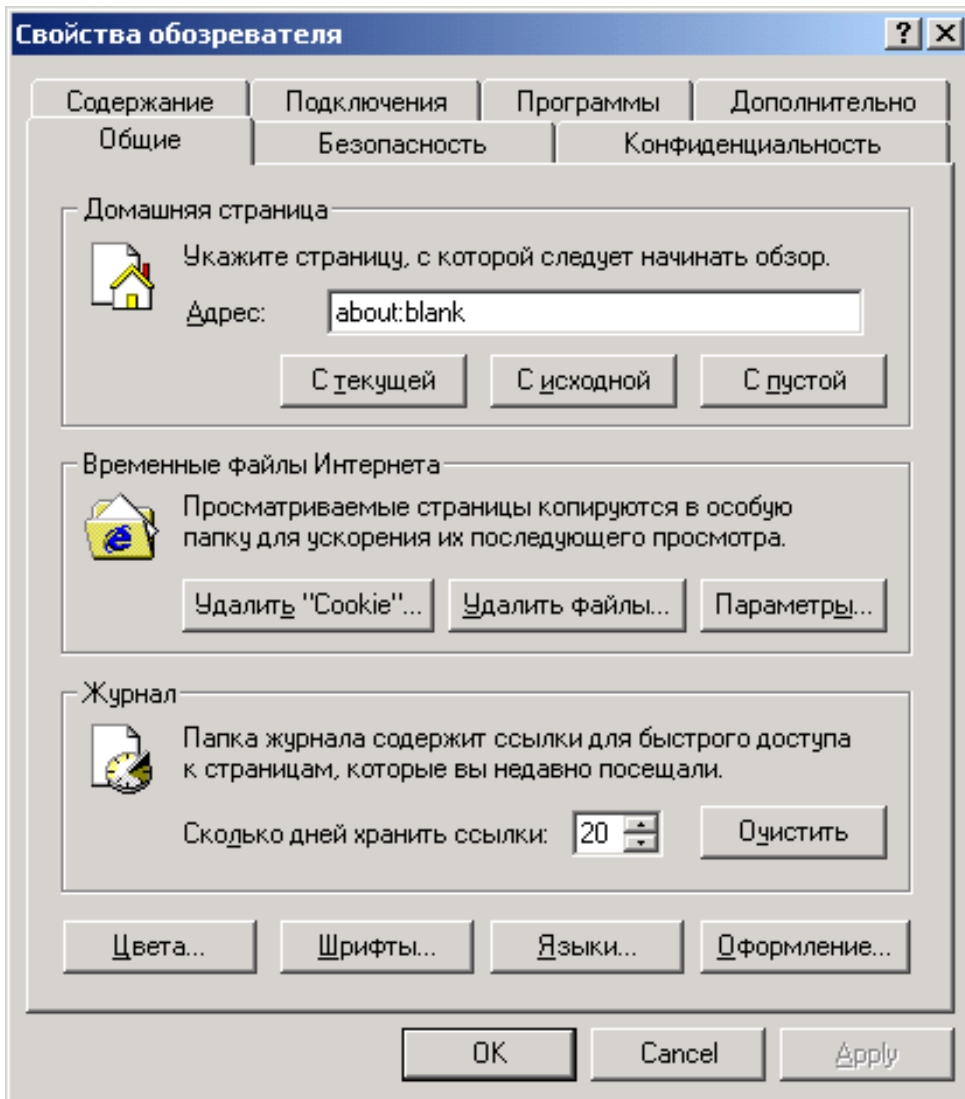 Свойства обозревателя
Содержание Подключения Программы Дополнительно
Общие Безопасность Конфиденциальность
Домашняя страница
Укажите страницу, с которой следует начинать обзор.
Адрес: about:blank
С текущей С исходной С пустой
Временные файлы Интернета
Просматриваемые страницы копируются в особую
папку для ускорения их последующего просмотра.
Удалить "Cookie"... Удалить файлы... Параметры...
Журнал
Папка журнала содержит ссылки для быстрого доступа
к страницам, которые вы недавно посещали.
Сколько дней хранить ссылки: 20 Очистить
Цвета... Шрифты... Языки... Оформление...
OK Cancel Apply